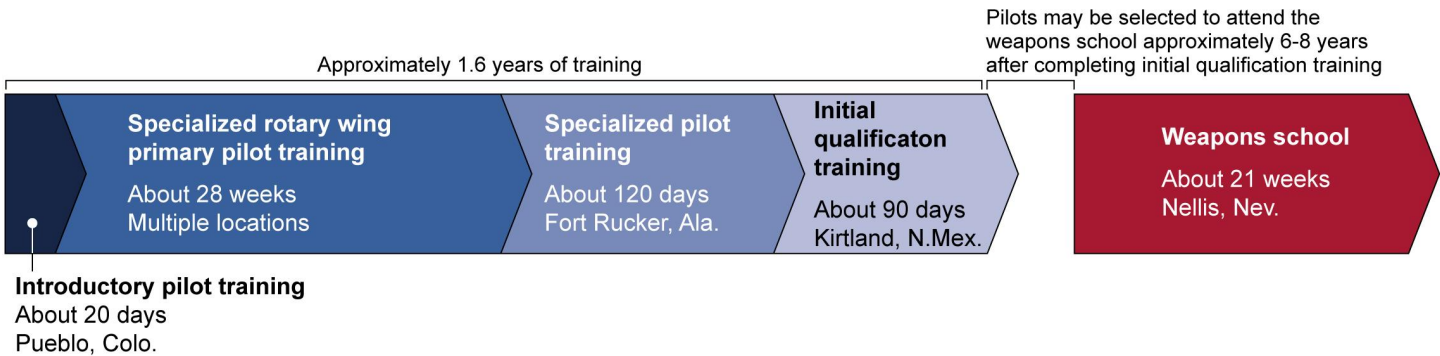 Pilots may be selected to attend the
weapons school approximately 6-8 years
after completing initial qualification training
Approximately 1.6 years of training
Specialized rotary wing
primary pilot training
About 28 weeks
Multiple locations
Specialized pilot
training
About 120 days
Fort Rucker, Ala.
Initial
qualificaton
training
About 90 days
Kirtland, N.Mex.
Weapons school
About 21 weeks
Nellis, Nev.
Introductory pilot training
About 20 days
Pueblo, Colo.